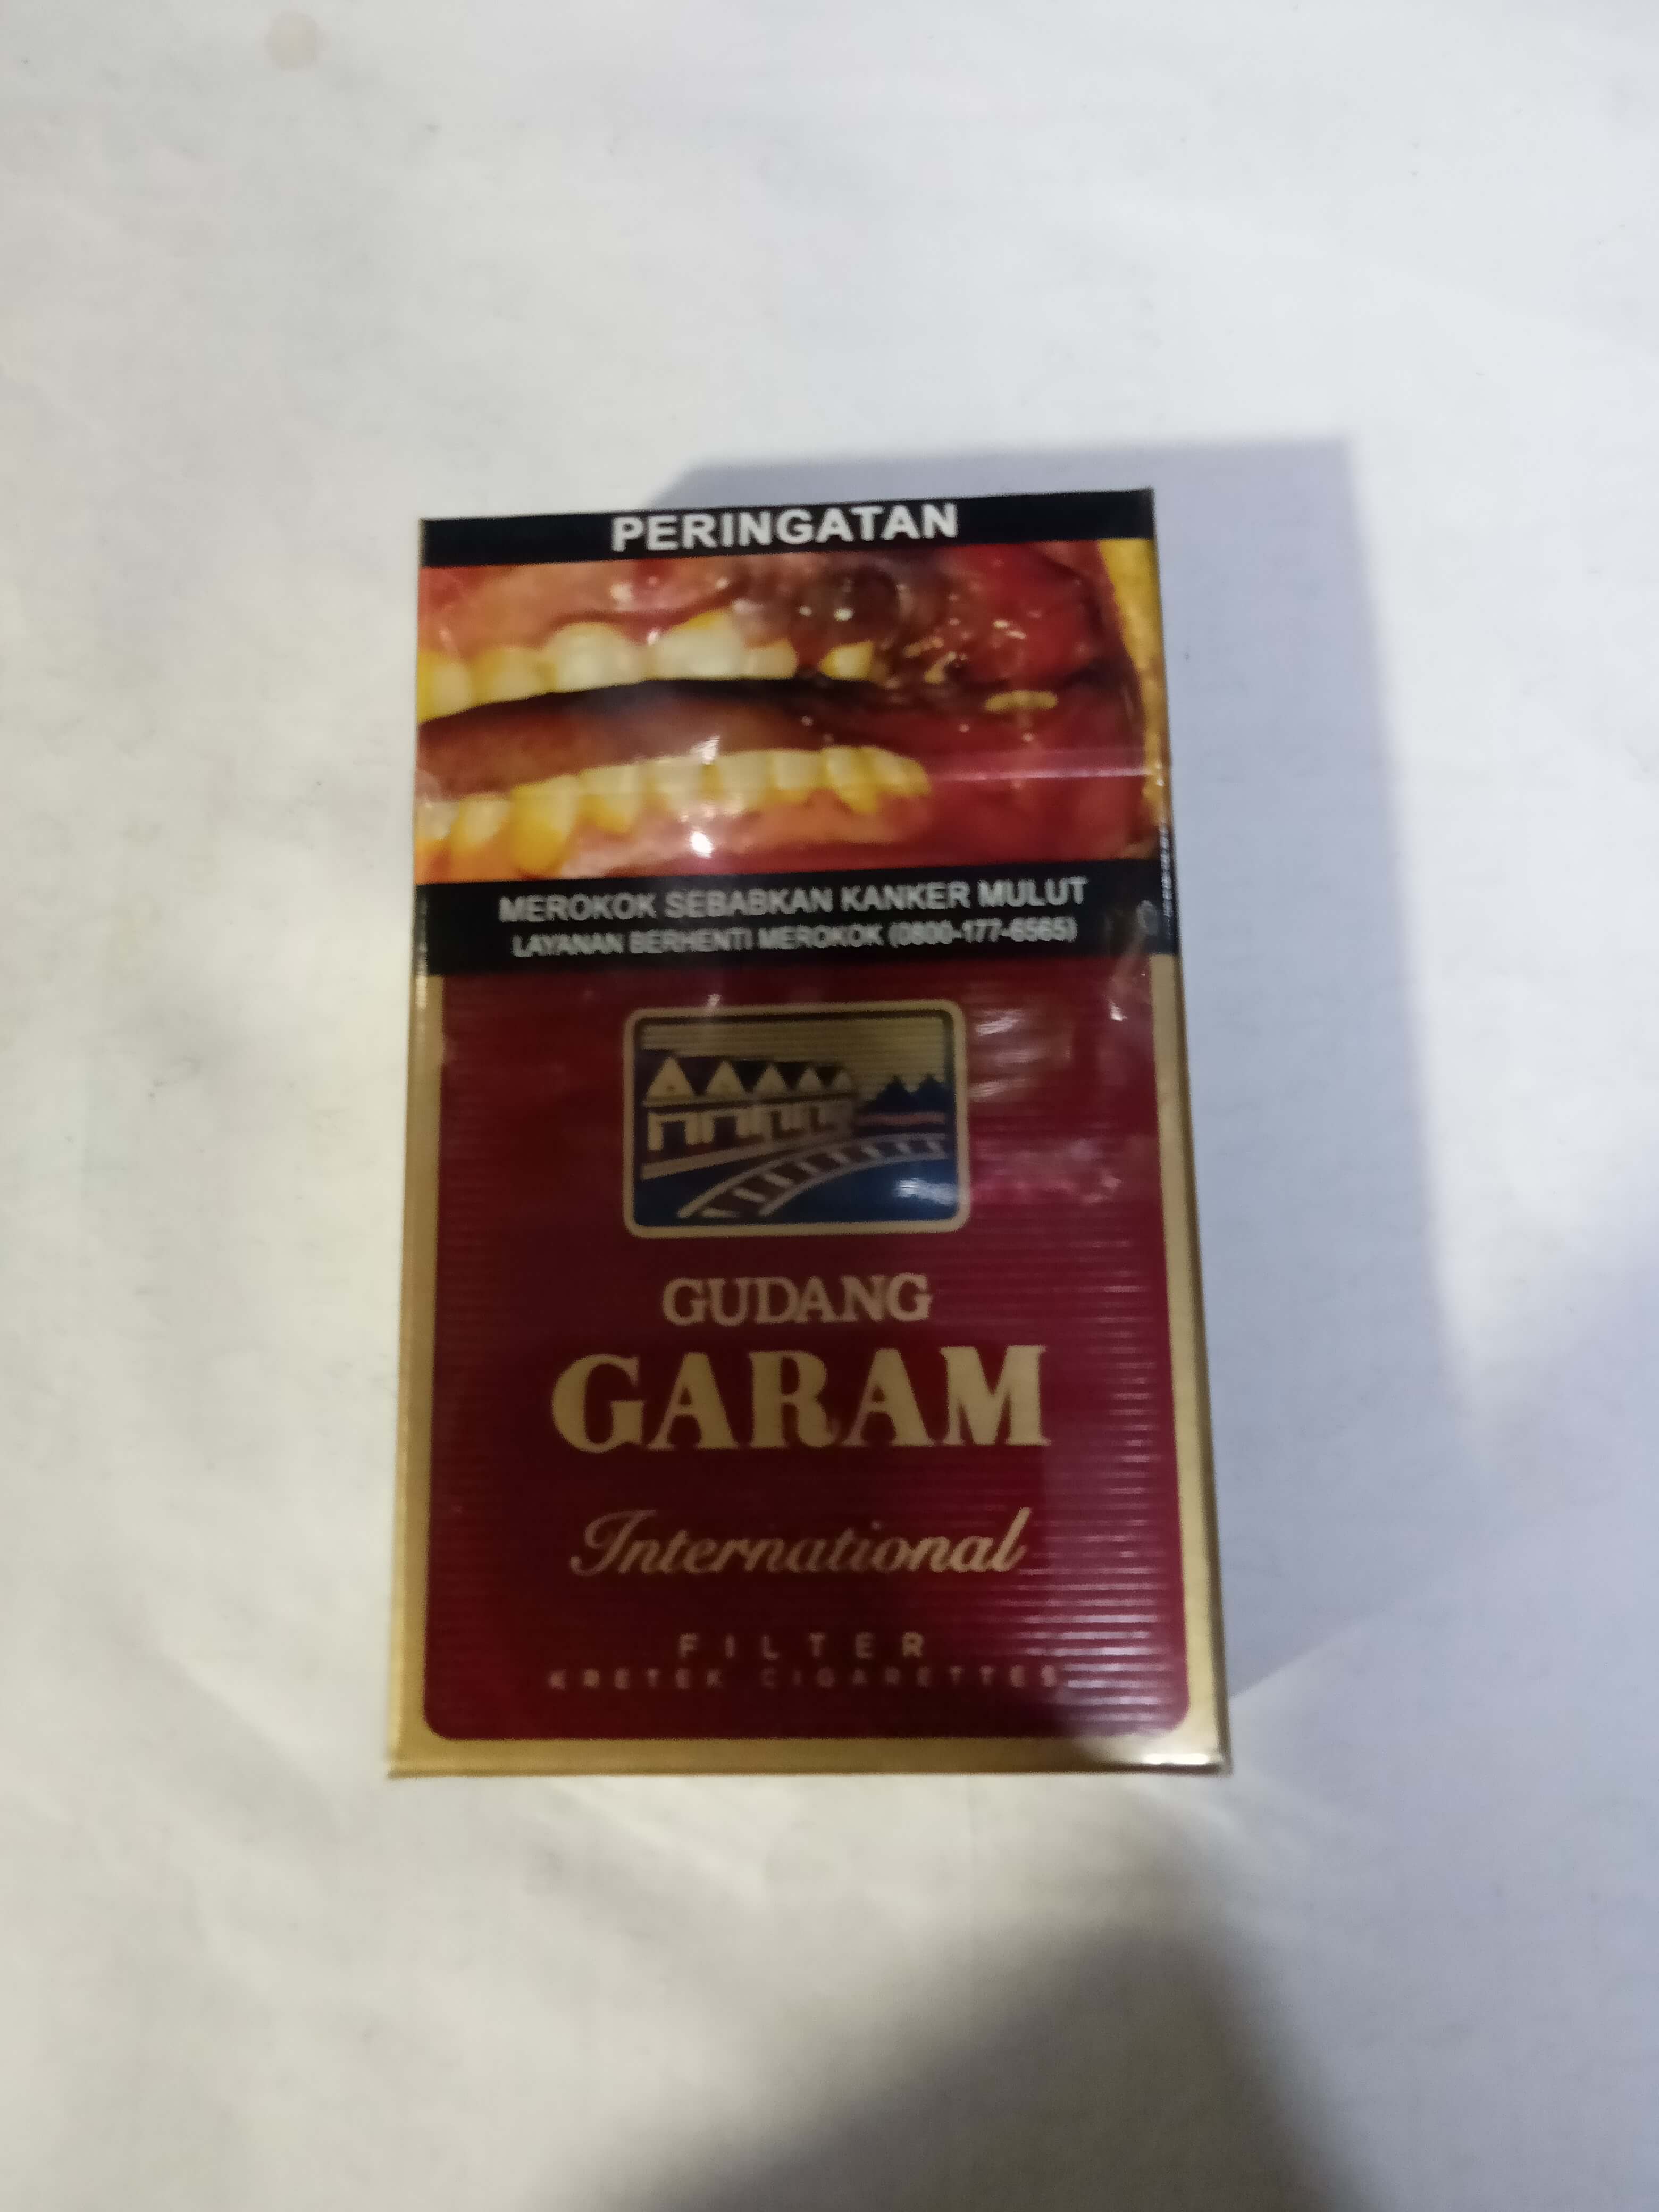 PERINGATAN
MEROKOK SEBABKAN KANKER MULUT
LAYANAN BERHENTI MEROKOK (0800-177-6565)
GUDANG
GARAM
International
FILTER
KRETEK CIGARETTES